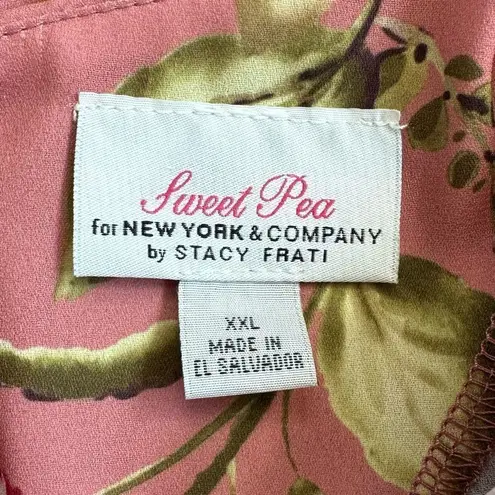 Sweet Pea
for NEW YORK & COMPANY
by STACY FRATI
XXL
MADE IN
EL SALVADOR